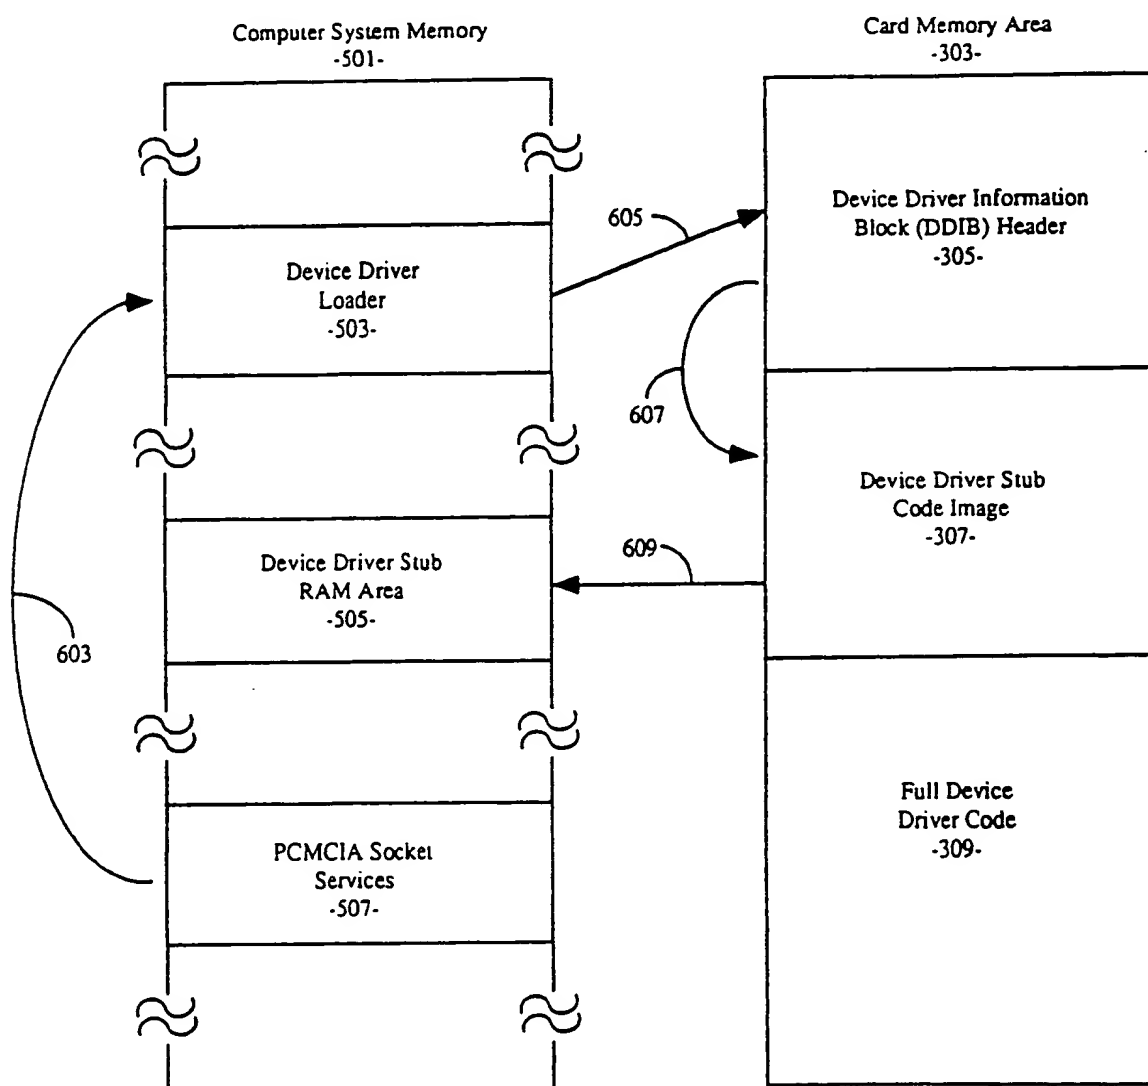 Computer System Memory
-501-
Card Memory Area
-303-
Device Driver Information
Block (DDIB) Header
-305-
605
Device Driver
Loader
-503-
607
Device Driver Stub
Code Image
-307-
609
Device Driver Stub
RAM Area
-505-
603
Full Device
Driver Code
-309-
PCMCIA Socket
Services
-507-